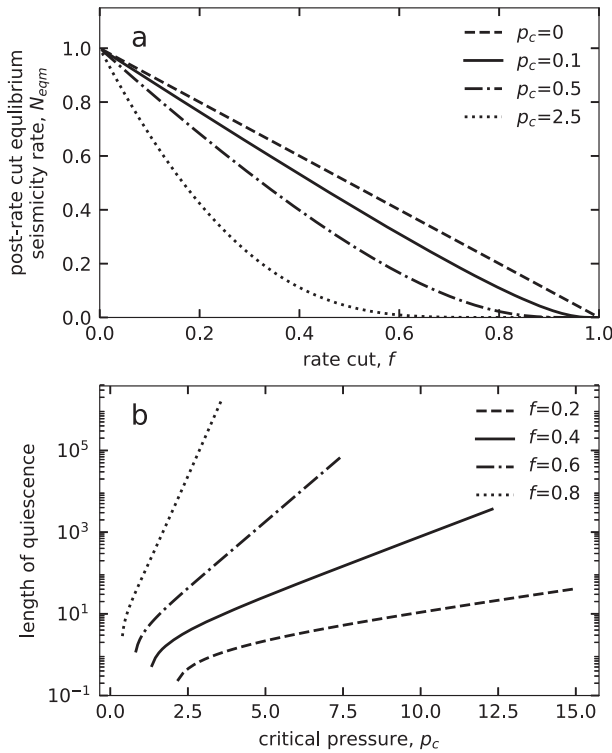 a
p_c=0
p_c=0.1
p_c=0.5
p_c=2.5
post-rate cut equlibrium
seismicity rate, N_eqm
1.0
0.8
0.6
0.4
0.2
0.0
0.0 0.2 0.4 0.6 0.8 1.0
rate cut, f
b
f=0.2
f=0.4
f=0.6
f=0.8
length of quiescence
10^5
10^3
10^1
10^−1
0.0 2.5 5.0 7.5 10.0 12.5 15.0
critical pressure, p_c